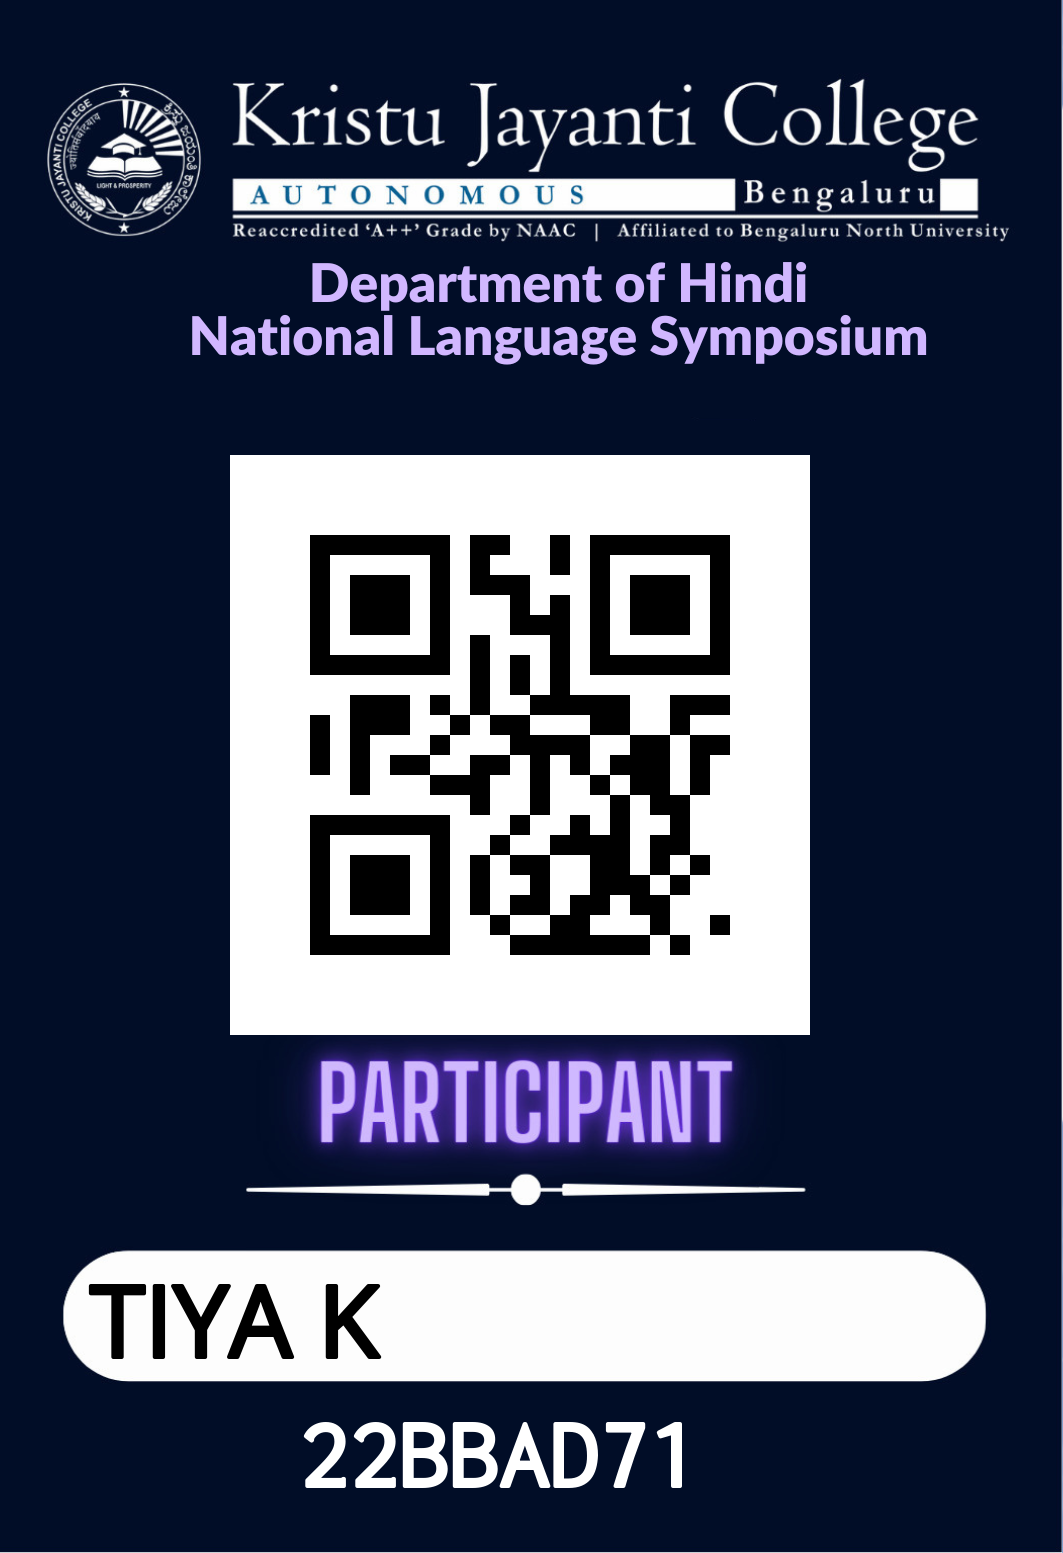 Kristu Jayanti College
AUTONOMOUS Bengaluru
Reaccredited ‘A++’ Grade by NAAC | Affiliated to Bengaluru North University
KRISTU JAYANTI COLLEGE
LIGHT & PROSPERITY
Department of Hindi
National Language Symposium
PARTICIPANT
TIYA K
22BBAD71